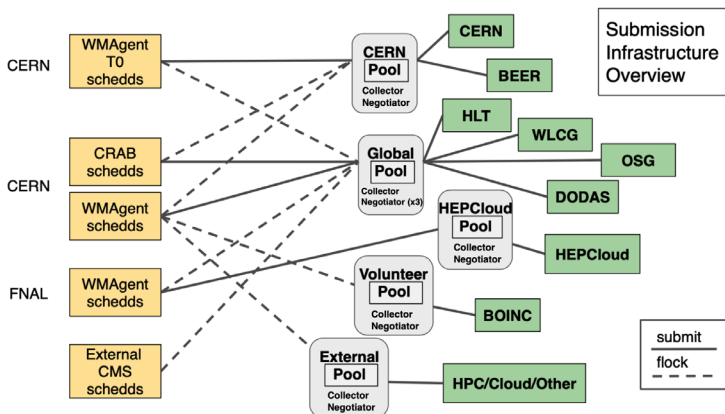 Submission
Infrastructure
Overview
CERN
WMAgent
T0
schedds
CERN
Pool
Collector
Negotiator
CERN
BEER
CERN
CRAB
schedds
WMAgent
schedds
Global
Pool
Collector
Negotiator (x3)
HLT
WLCG
OSG
DODAS
HEPCloud
Pool
Collector
Negotiator
HEPCloud
FNAL
WMAgent
schedds
Volunteer
Pool
Collector
Negotiator
BOINC
External
CMS
schedds
External
Pool
Collector
Negotiator
HPC/Cloud/Other
submit
flock